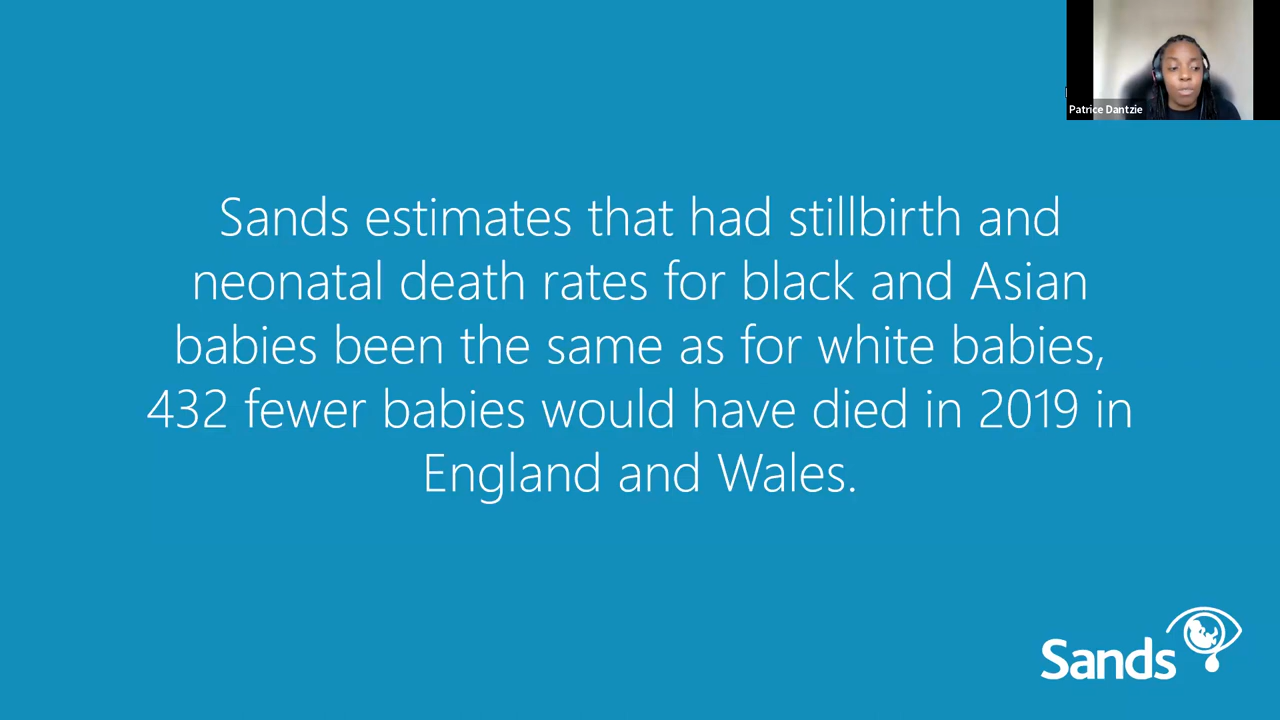 Patrice Dantzie
Sands estimates that had stillbirth and
neonatal death rates for black and Asian
babies been the same as for white babies,
432 fewer babies would have died in 2019 in
England and Wales.
Sands